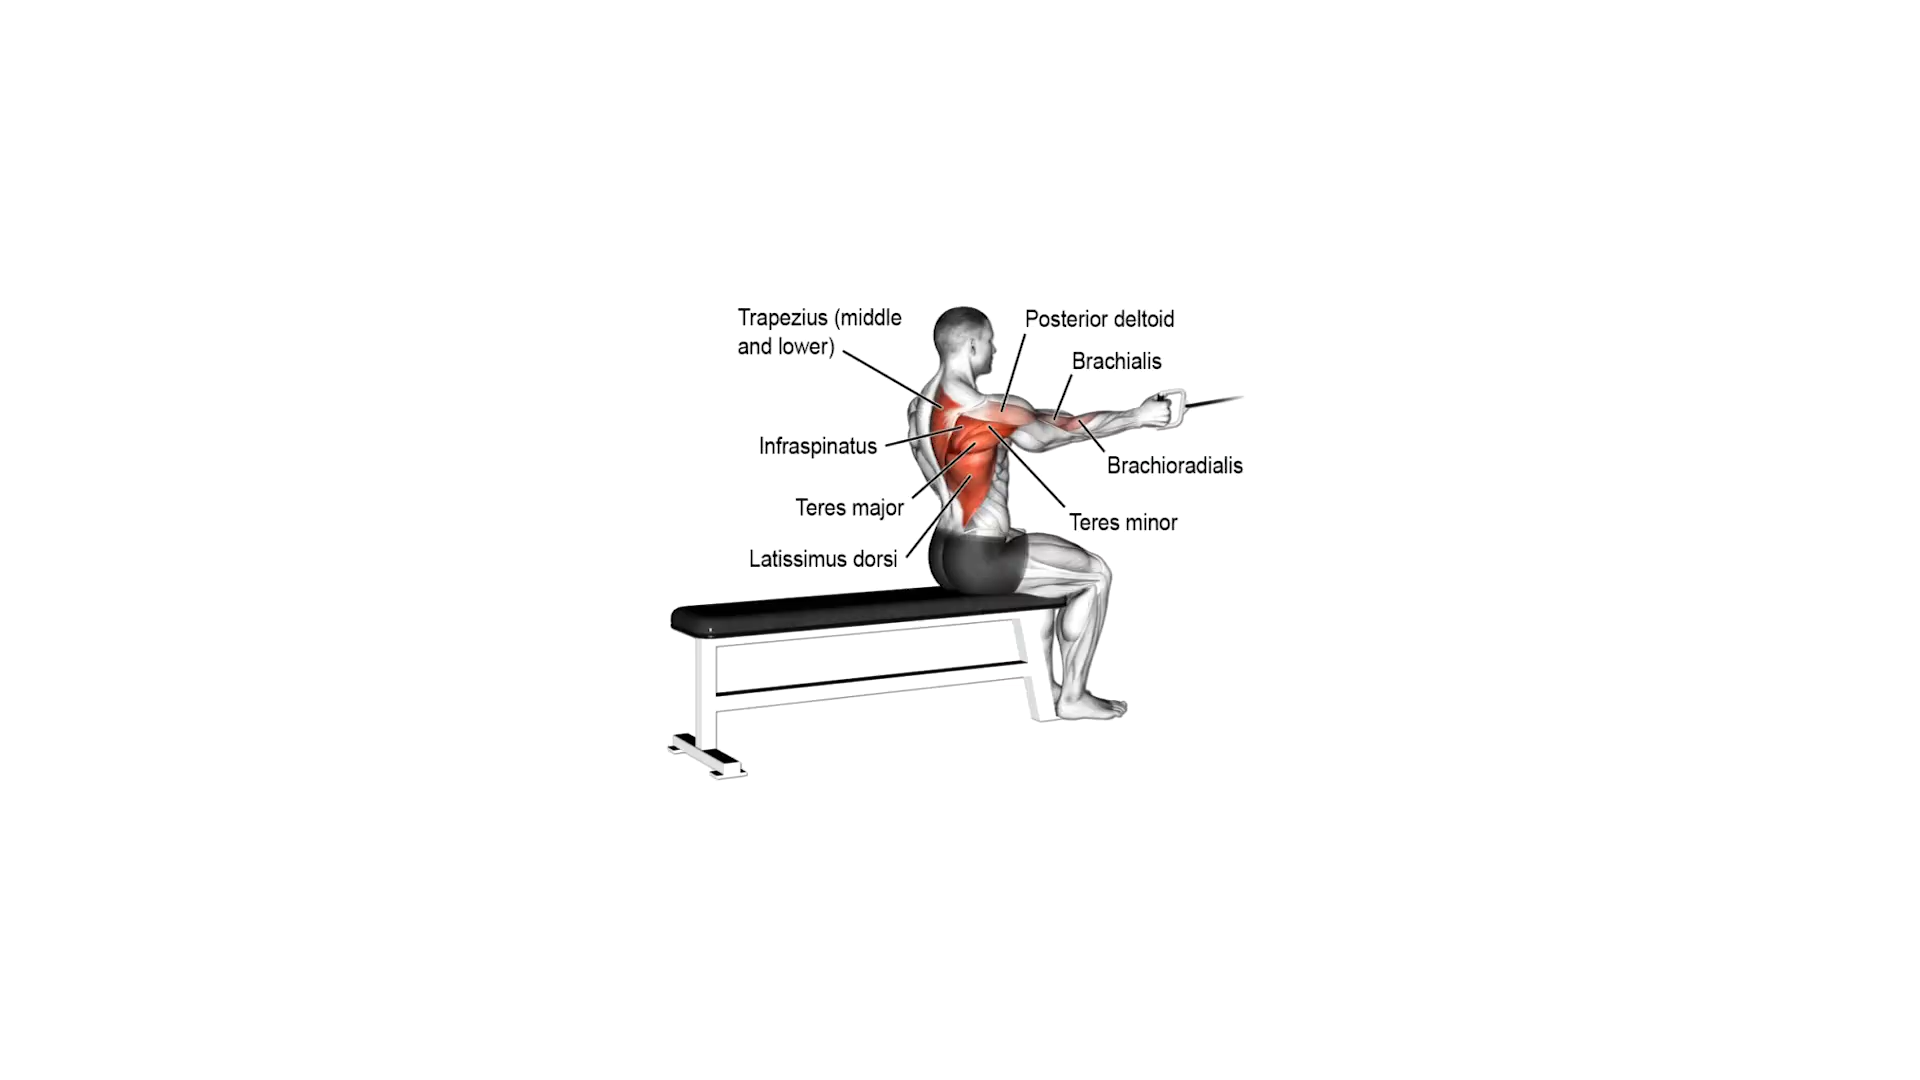 Trapezius (middle
and lower)
Posterior deltoid
Brachialis
Infraspinatus
Brachioradialis
Teres major
Teres minor
Latissimus dorsi